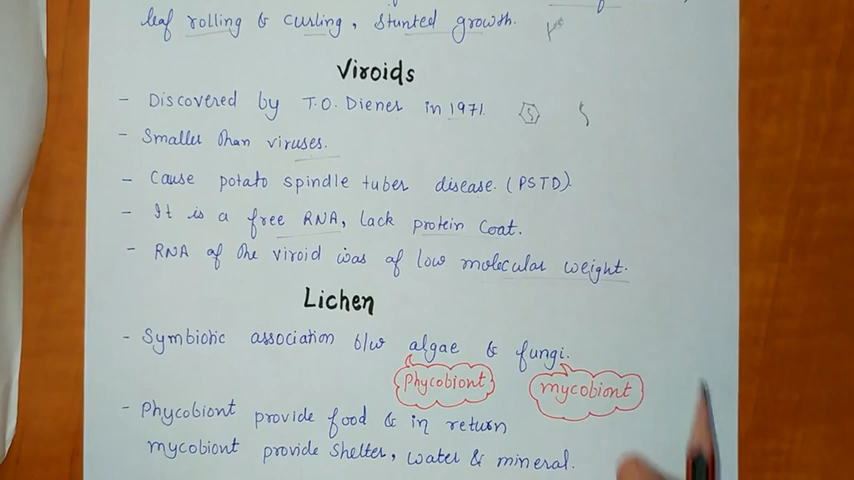 leaf rolling & curling, stunted growth.
Viroids
- Discovered by T.O. Diener in 1971.
- Smaller than viruses.
- Cause potato spindle tuber disease. (PSTD).
- It is a free RNA, lack protein coat.
- RNA of the viroid was of low molecular weight.
Lichen
- Symbiotic association b/w algae & fungi.
Phycobiont mycobiont
- Phycobiont provide food & in return
mycobiont provide shelter, water & mineral.